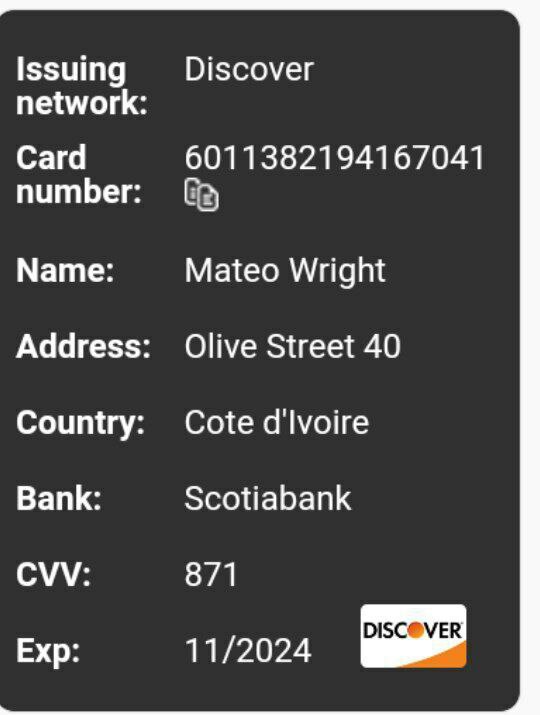 Issuing network: Discover
Card number: 6011382194167041
Name: Mateo Wright
Address: Olive Street 40
Country: Cote d'Ivoire
Bank: Scotiabank
CVV: 871
Exp: 11/2024
DISCOVER